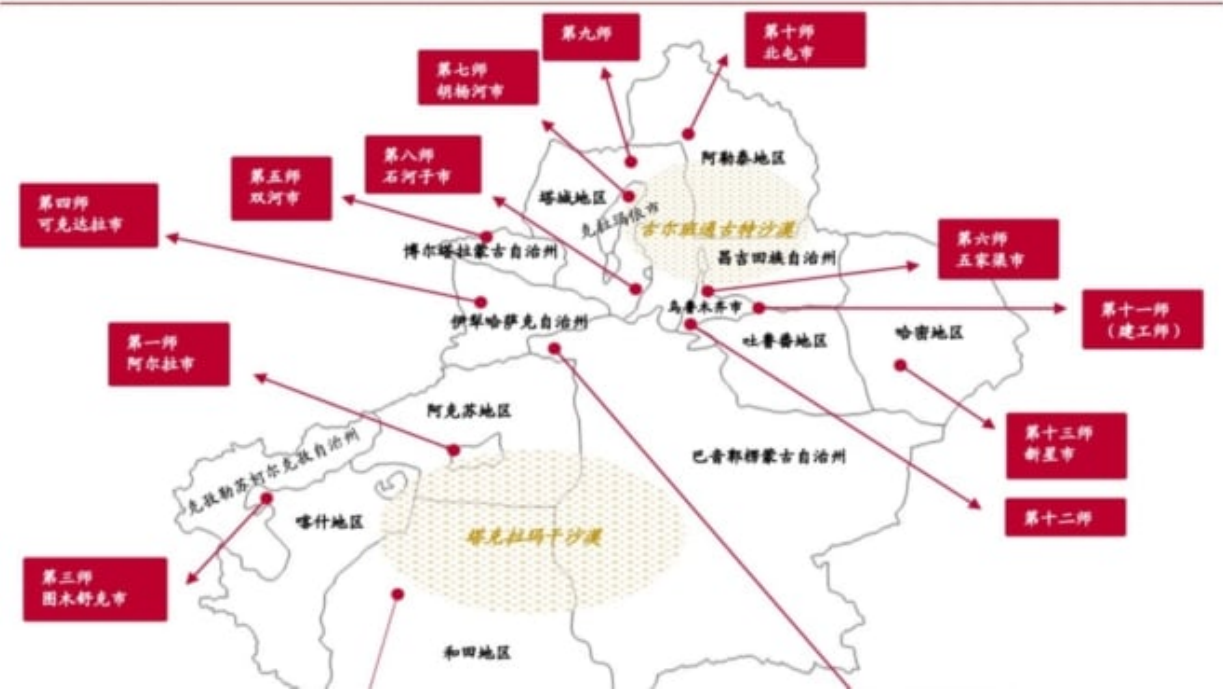 第九师
第十师
北屯市
第七师
胡杨河市
第八师
石河子市
第五师
双河市
第四师
可克达拉市
阿勒泰地区
塔城地区
克拉玛依市
古尔班通古特沙漠
博尔塔拉蒙古自治州
昌吉回族自治州
第六师
五家渠市
乌鲁木齐市
第十一师
（建工师）
伊犁哈萨克自治州
吐鲁番地区
哈密地区
第一师
阿尔拉市
阿克苏地区
第十三师
新星市
巴音郭楞蒙古自治州
克孜勒苏柯尔克孜自治州
喀什地区
第十二师
塔克拉玛干沙漠
第三师
图木舒克市
和田地区